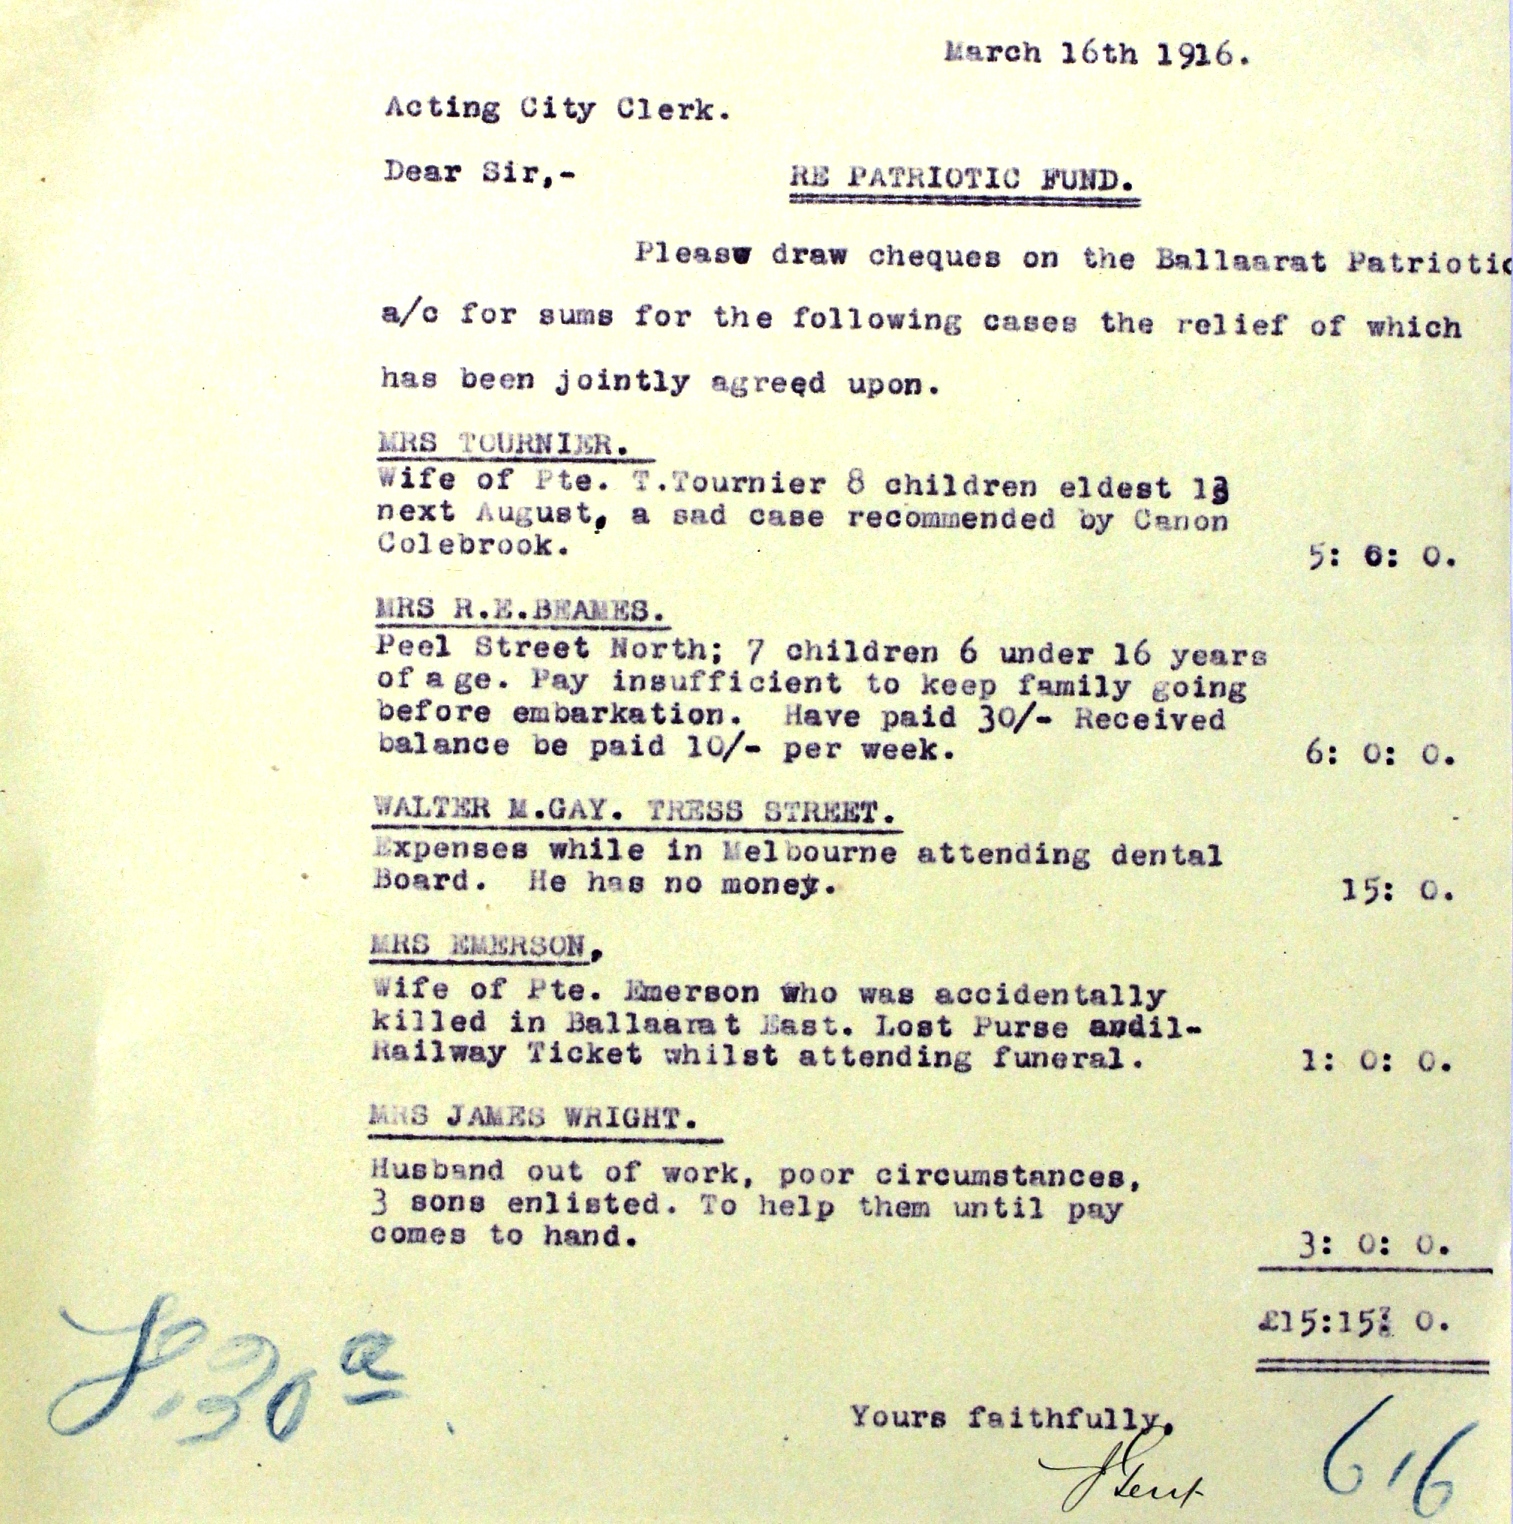 March 16th 1916.
Acting City Clerk.
Dear Sir,-
RE PATRIOTIC FUND.
Pleasw draw cheques on the Ballaarat Patriotic
a/c for sums for the following cases the relief of which
has been jointly agreed upon.
MRS TOURNIER.
Wife of Pte. T.Tournier 8 children eldest 13
next August, a sad case recommended by Canon
Colebrook.
5: 0: 0.
MRS R.E.BEAMES.
Peel Street North; 7 children 6 under 16 years
of age. Pay insufficient to keep family going
before embarkation. Have paid 30/- Received
balance be paid 10/- per week.
6: 0: 0.
WALTER M.GAY. TRESS STREET.
Expenses while in Melbourne attending dental
Board. He has no money.
15: 0.
MRS EMERSON,
Wife of Pte. Emerson who was accidentally
killed in Ballaarat East. Lost Purse andil-
Railway Ticket whilst attending funeral.
1: 0: 0.
MRS JAMES WRIGHT.
Husband out of work, poor circumstances,
3 sons enlisted. To help them until pay
comes to hand.
3: 0: 0.
£15:15: 0.
Yours faithfully,
616